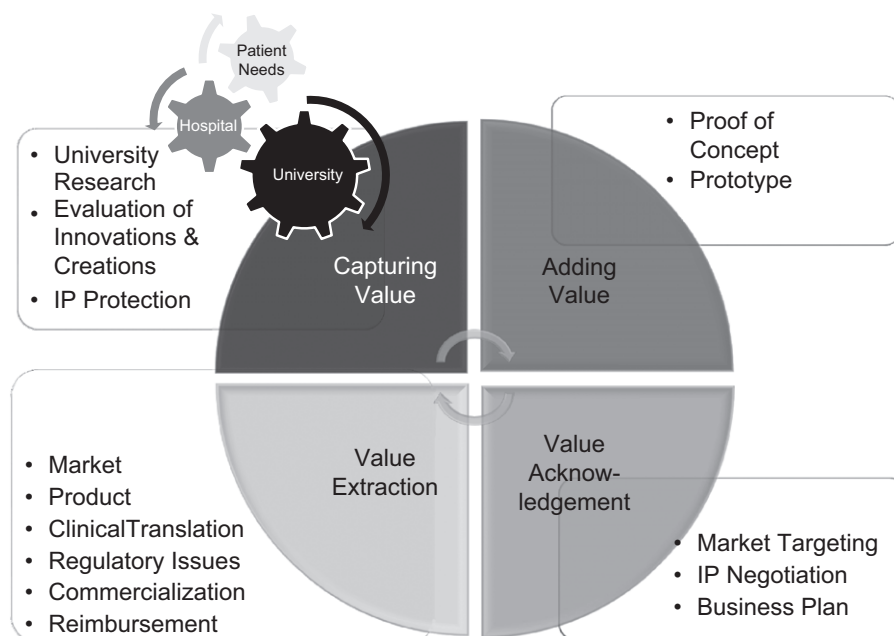 Patient
Needs
Hospital
University
• University
Research
• Evaluation of
Innovations &
Creations
• IP Protection
Capturing
Value
• Proof of
Concept
• Prototype
Adding
Value
• Market
• Product
• ClinicalTranslation
• Regulatory Issues
• Commercialization
• Reimbursement
Value
Extraction
Value
Acknow-
ledgement
• Market Targeting
• IP Negotiation
• Business Plan